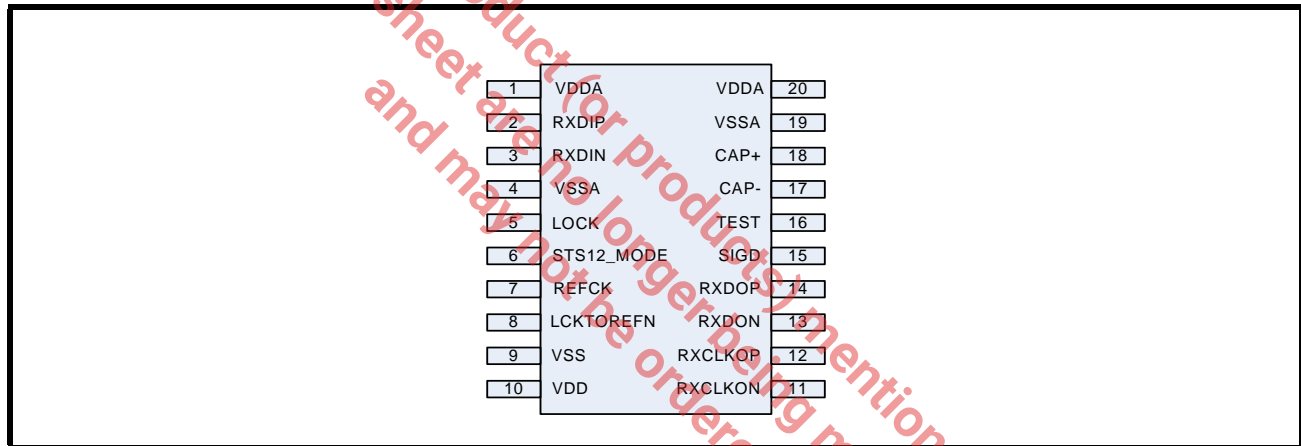 product (or products) mention
sheet are no longer being m
and may not be ordere
1 VDDA VDDA 20
2 RXDIP VSSA 19
3 RXDIN CAP+ 18
4 VSSA CAP- 17
5 LOCK TEST 16
6 STS12_MODE SIGD 15
7 REFCK RXDOP 14
8 LCKTOREFN RXDON 13
9 VSS RXCLKOP 12
10 VDD RXCLKON 11